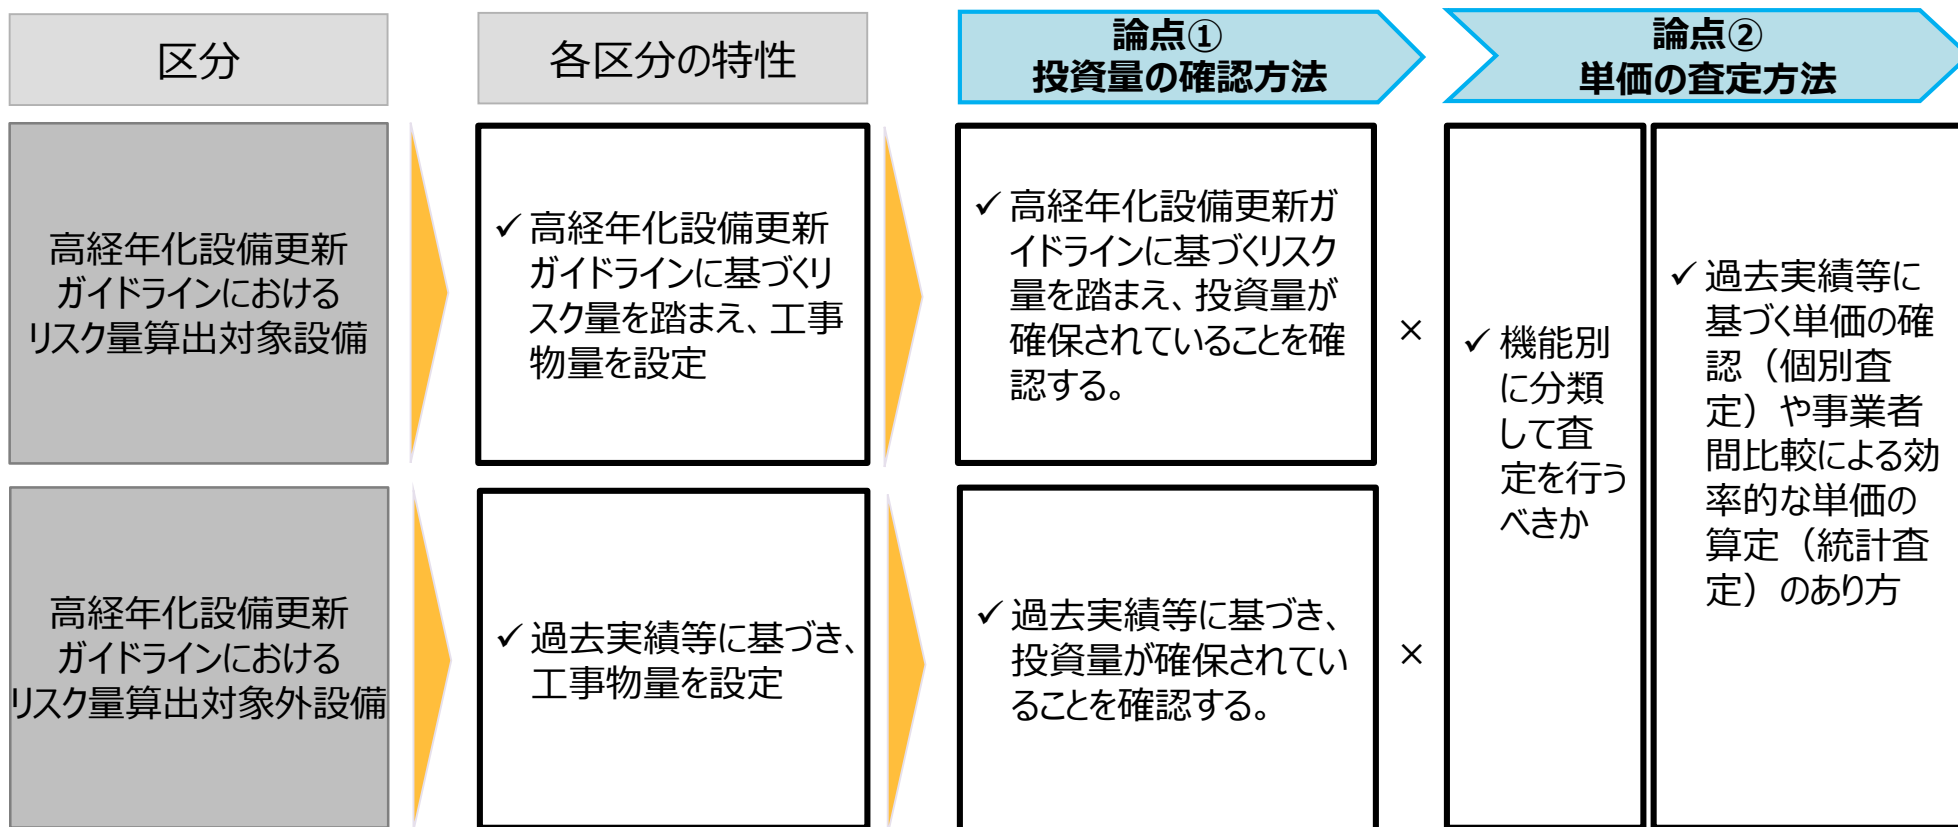 区分
各区分の特性
論点①
投資量の確認方法
論点②
単価の査定方法
高経年化設備更新
ガイドラインにおける
リスク量算出対象設備
✓ 高経年化設備更新
ガイドラインに基づくリ
スク量を踏まえ、工事
物量を設定
✓ 高経年化設備更新ガ
イドラインに基づくリスク
量を踏まえ、投資量が
確保されていることを確
認する。
×
✓ 機能別
に分類
して査
定を行う
べきか
✓ 過去実績等に
基づく単価の確
認（個別査
定）や事業者
間比較による効
率的な単価の
算定（統計査
定）のあり方
高経年化設備更新
ガイドラインにおける
リスク量算出対象外設備
✓ 過去実績等に基づき、
工事物量を設定
✓ 過去実績等に基づき、
投資量が確保されてい
ることを確認する。
×